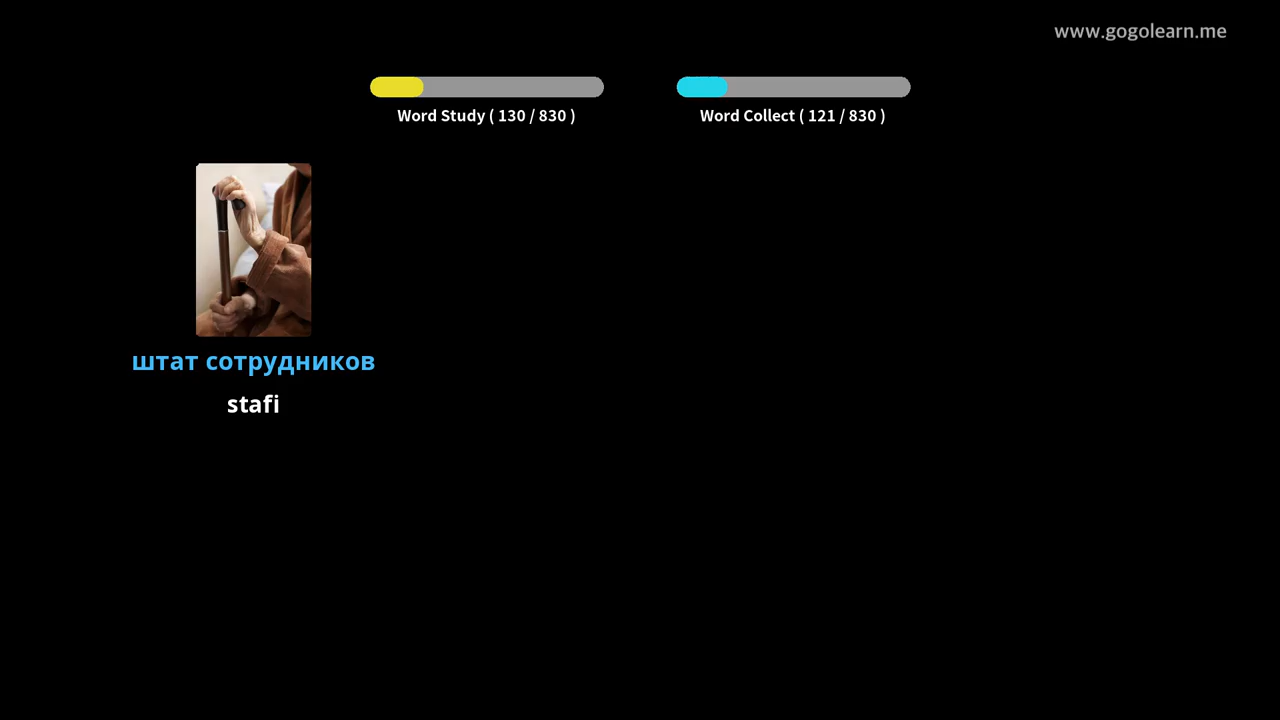 www.gogolearn.me
Word Study ( 130 / 830 )
Word Collect ( 121 / 830 )
штат сотрудников
stafi